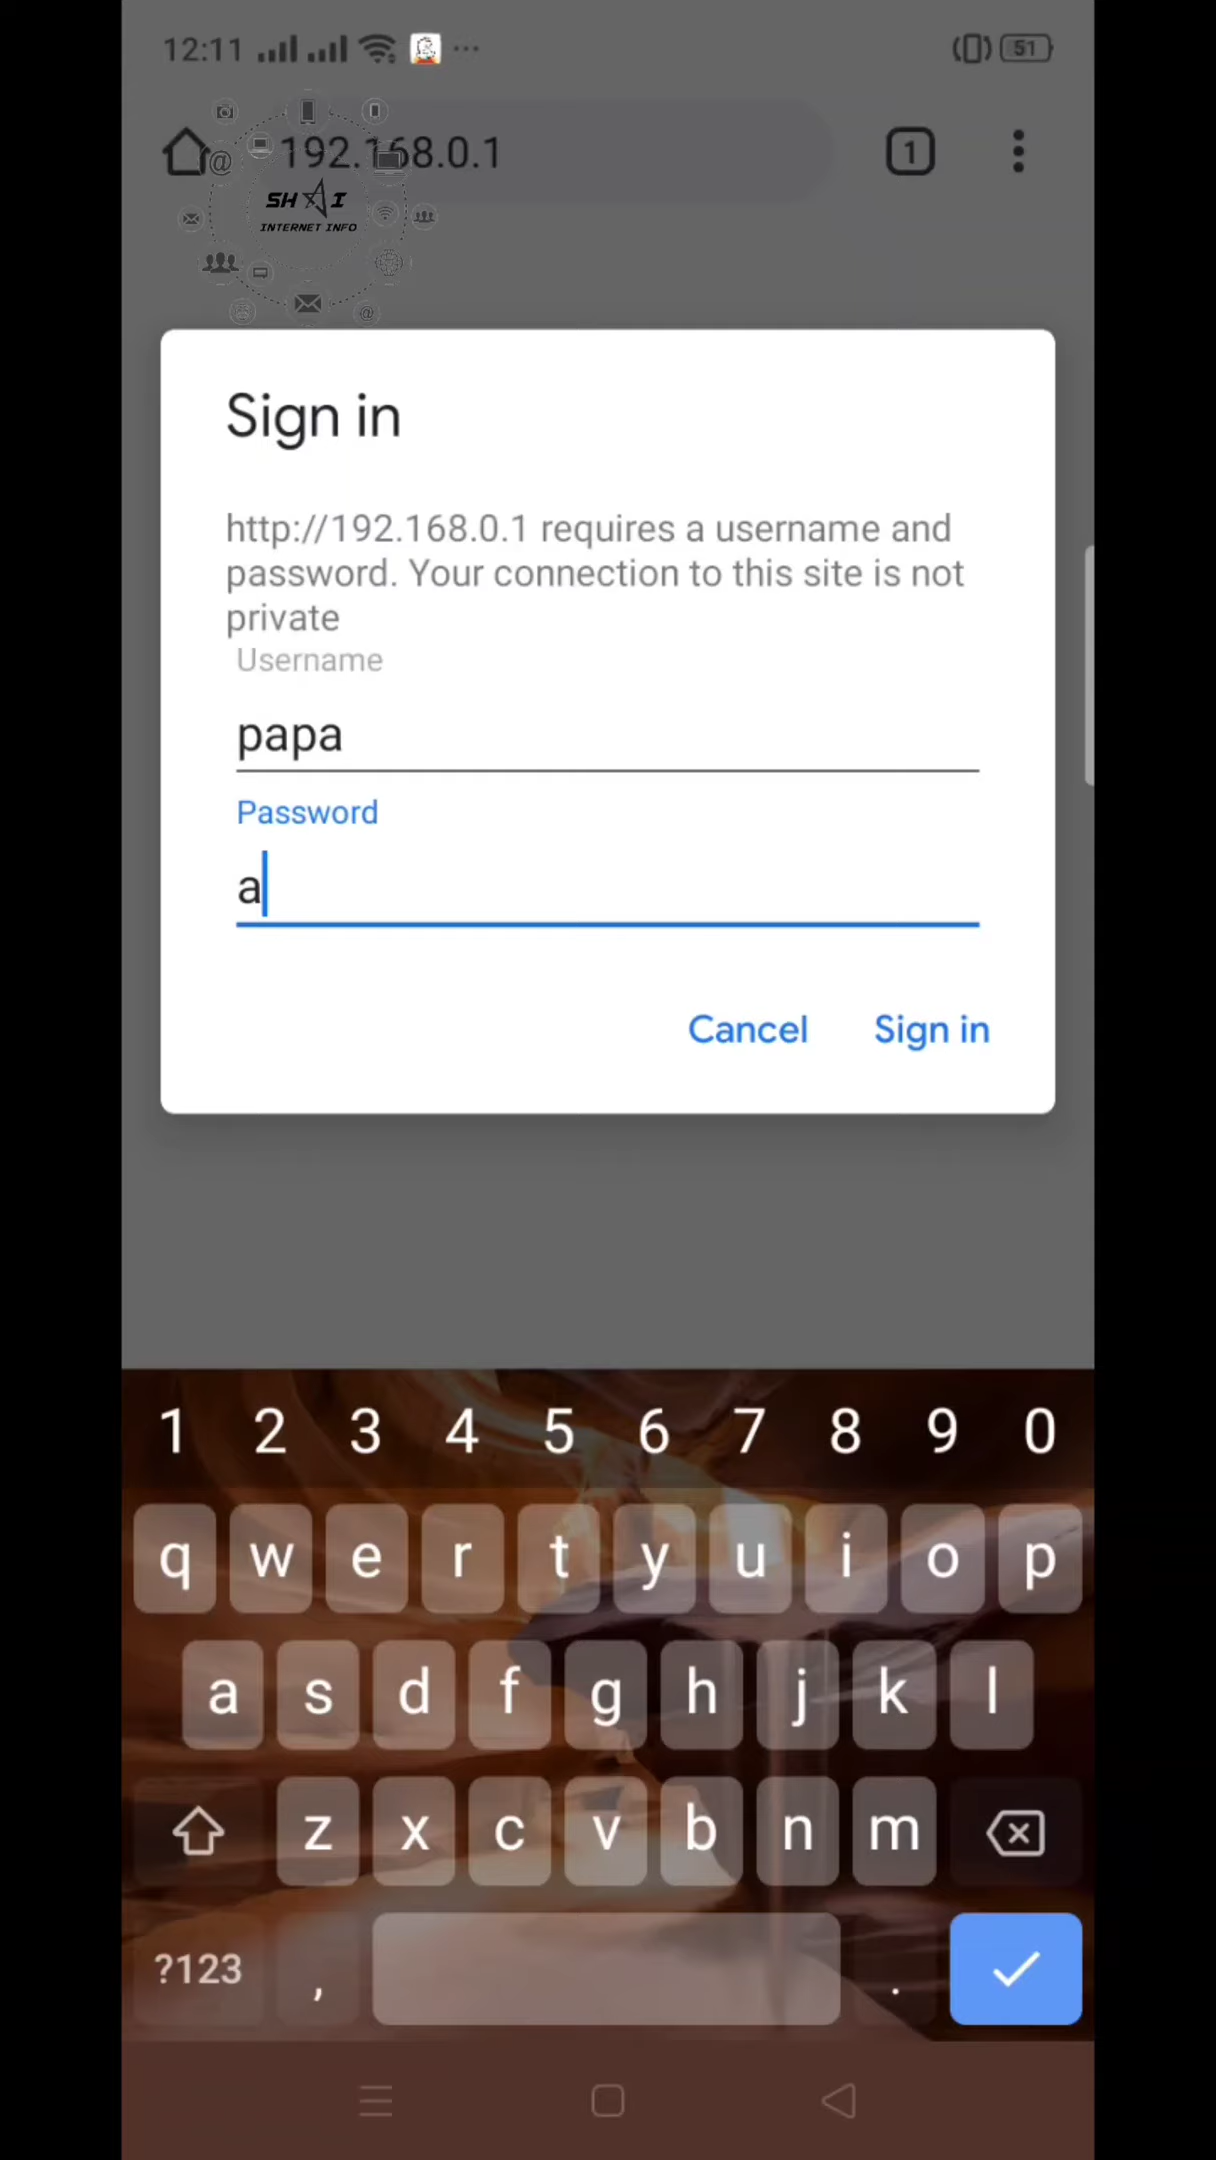 12:11
51
192.168.0.1
1
SH I
INTERNET INFO
Sign in
http://192.168.0.1 requires a username and
password. Your connection to this site is not
private
Username
papa
Password
a
Cancel
Sign in
1 2 3 4 5 6 7 8 9 0
q w e r t y u i o p
a s d f g h j k l
z x c v b n m
?123 , .